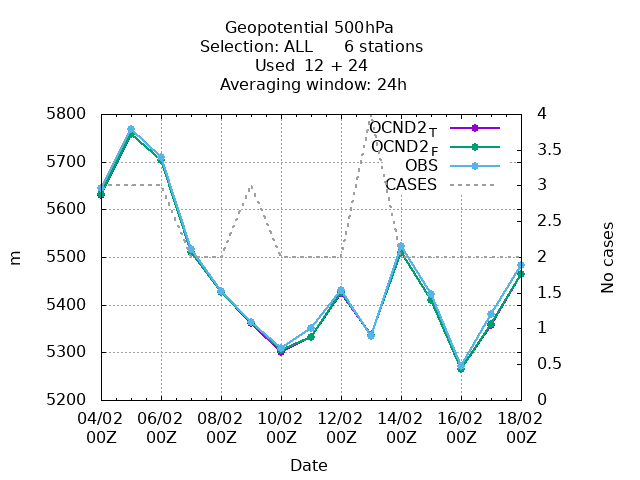 Geopotential 500hPa
Selection: ALL 6 stations
Used 12 + 24
Averaging window: 24h
OCND2 T
OCND2 F
OBS
CASES
5800
5700
5600
5500
5400
5300
5200
m
4
3.5
3
2.5
2
1.5
1
0.5
0
No cases
04/02 06/02 08/02 10/02 12/02 14/02 16/02 18/02
00Z 00Z 00Z 00Z 00Z 00Z 00Z 00Z
Date